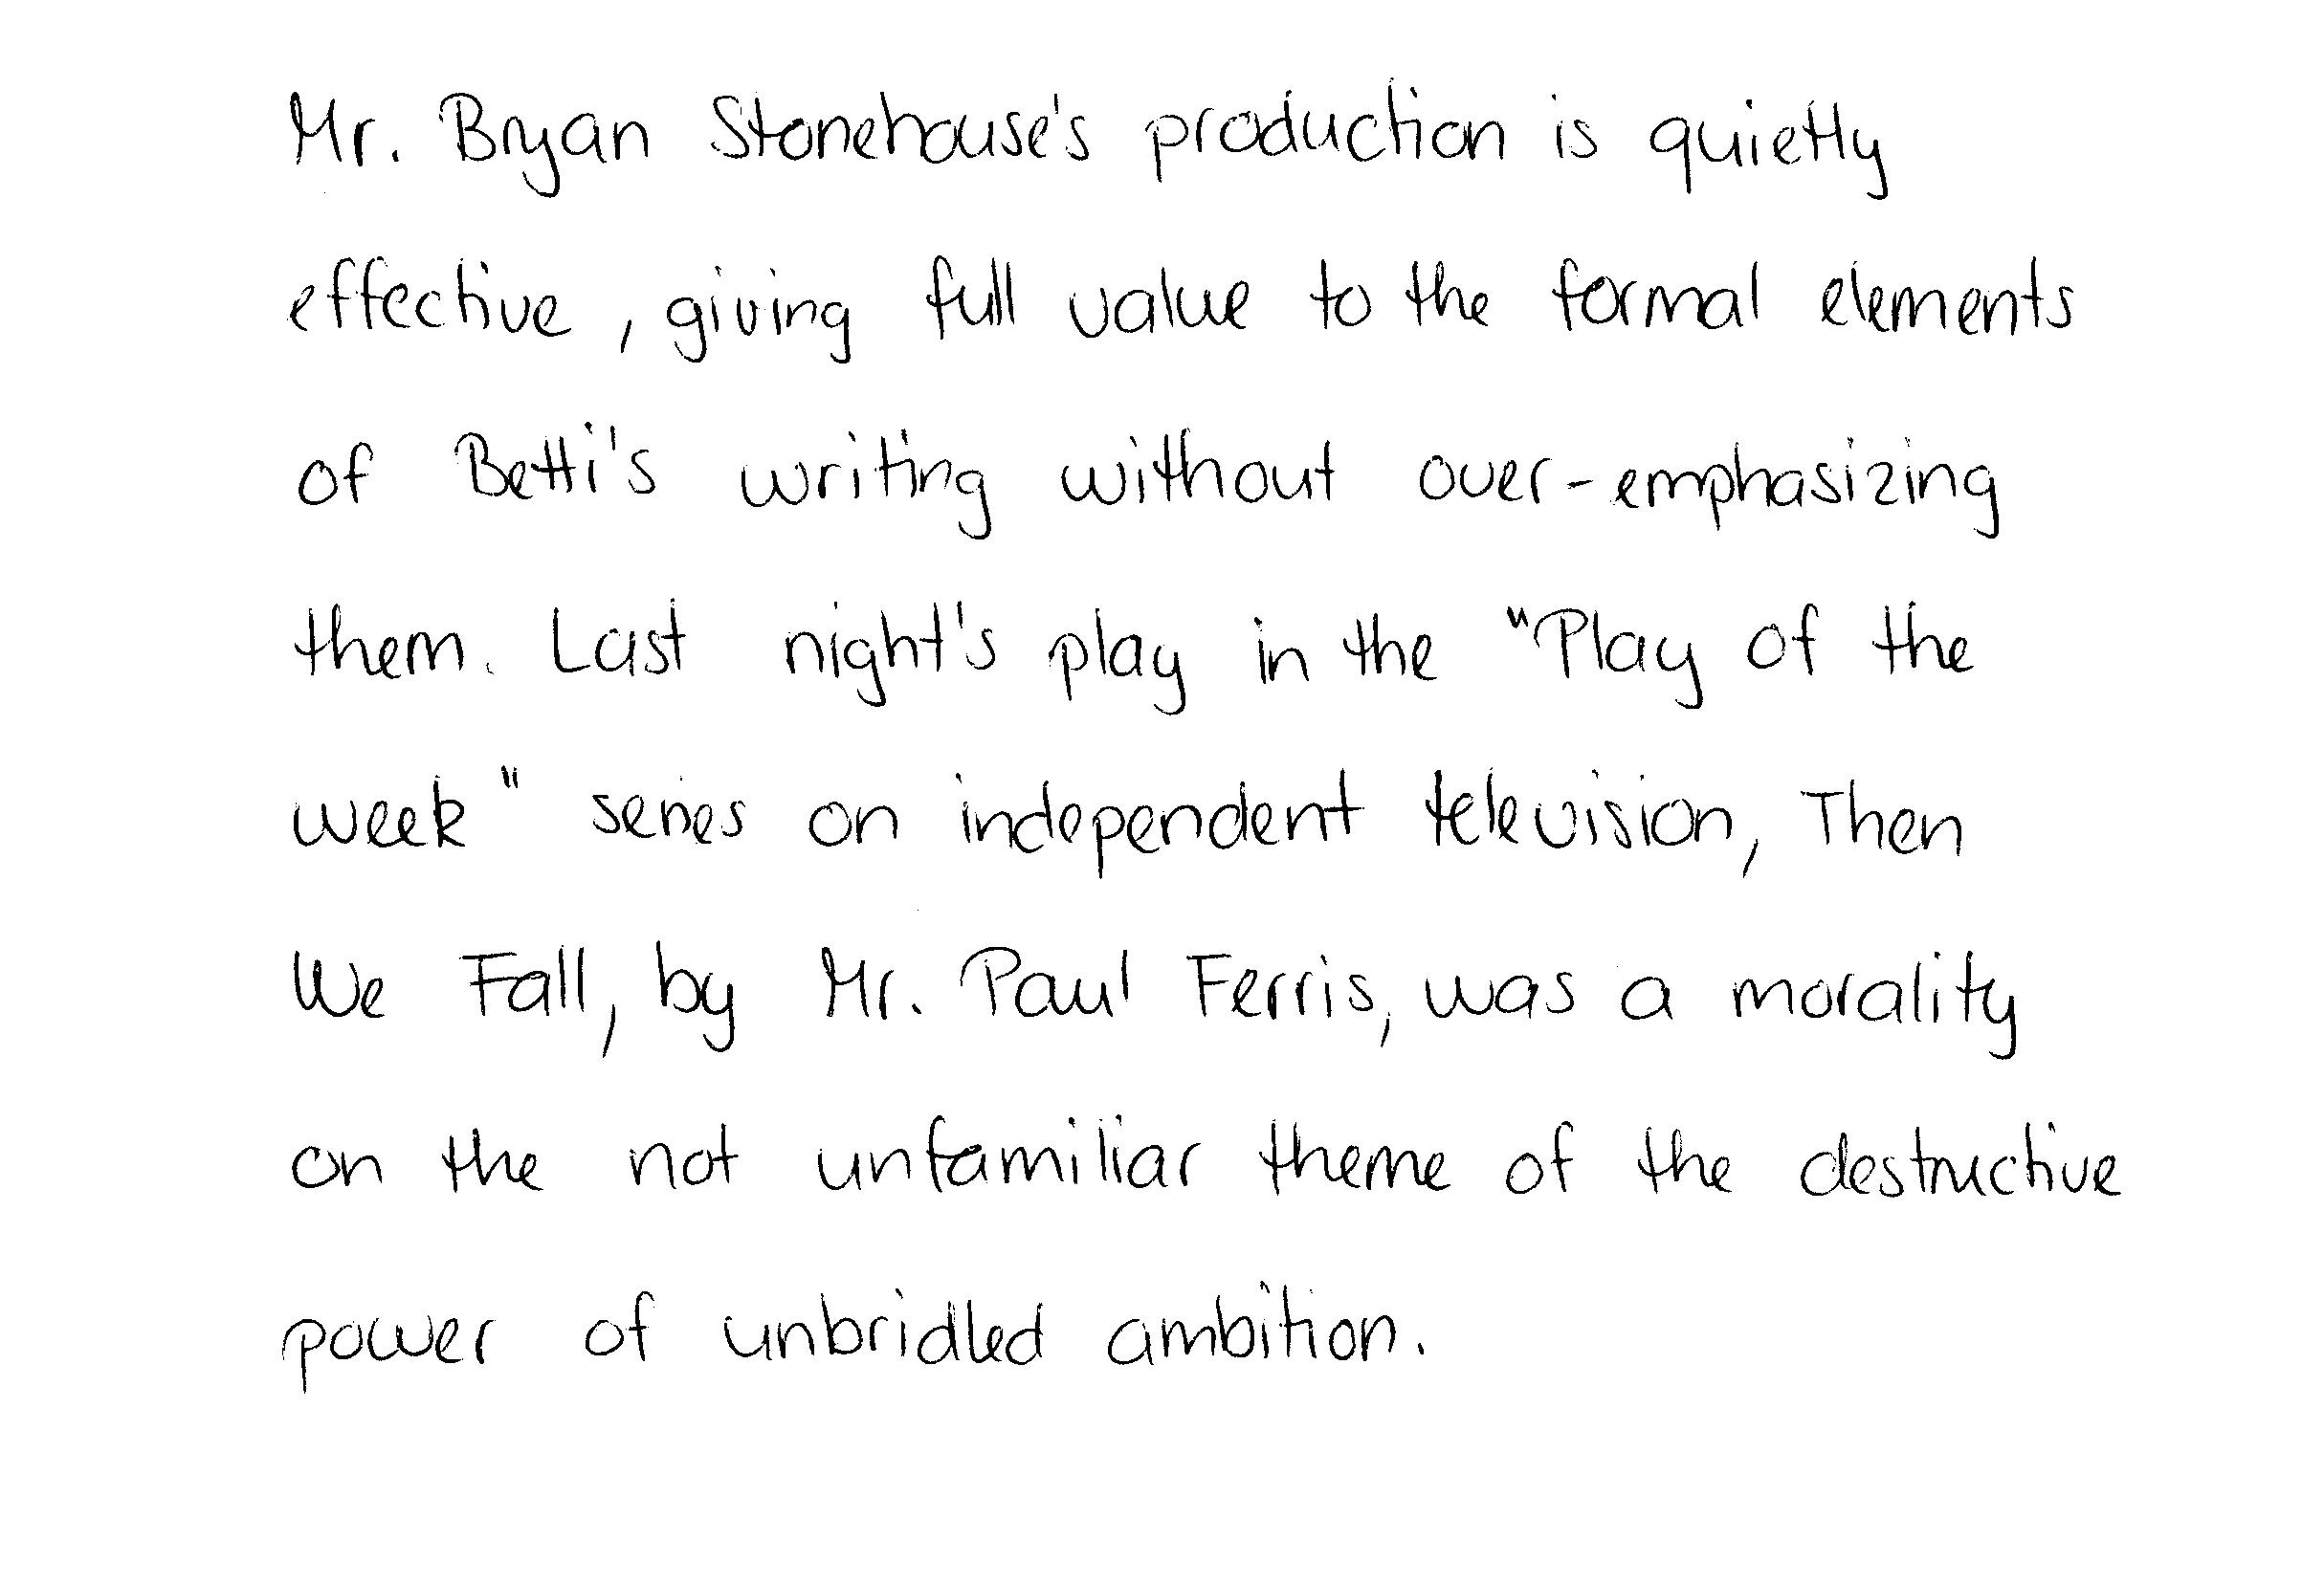 Mr. Bryan Stonehouse's production is quietly
effective, giving full value to the formal elements
of Betti's writing without over-emphasizing
them. Last night's play in the "Play of the
week" series on independent television, Then
We Fall, by Mr. Paul Ferris, was a morality
on the not unfamiliar theme of the destructive
power of unbridled ambition.